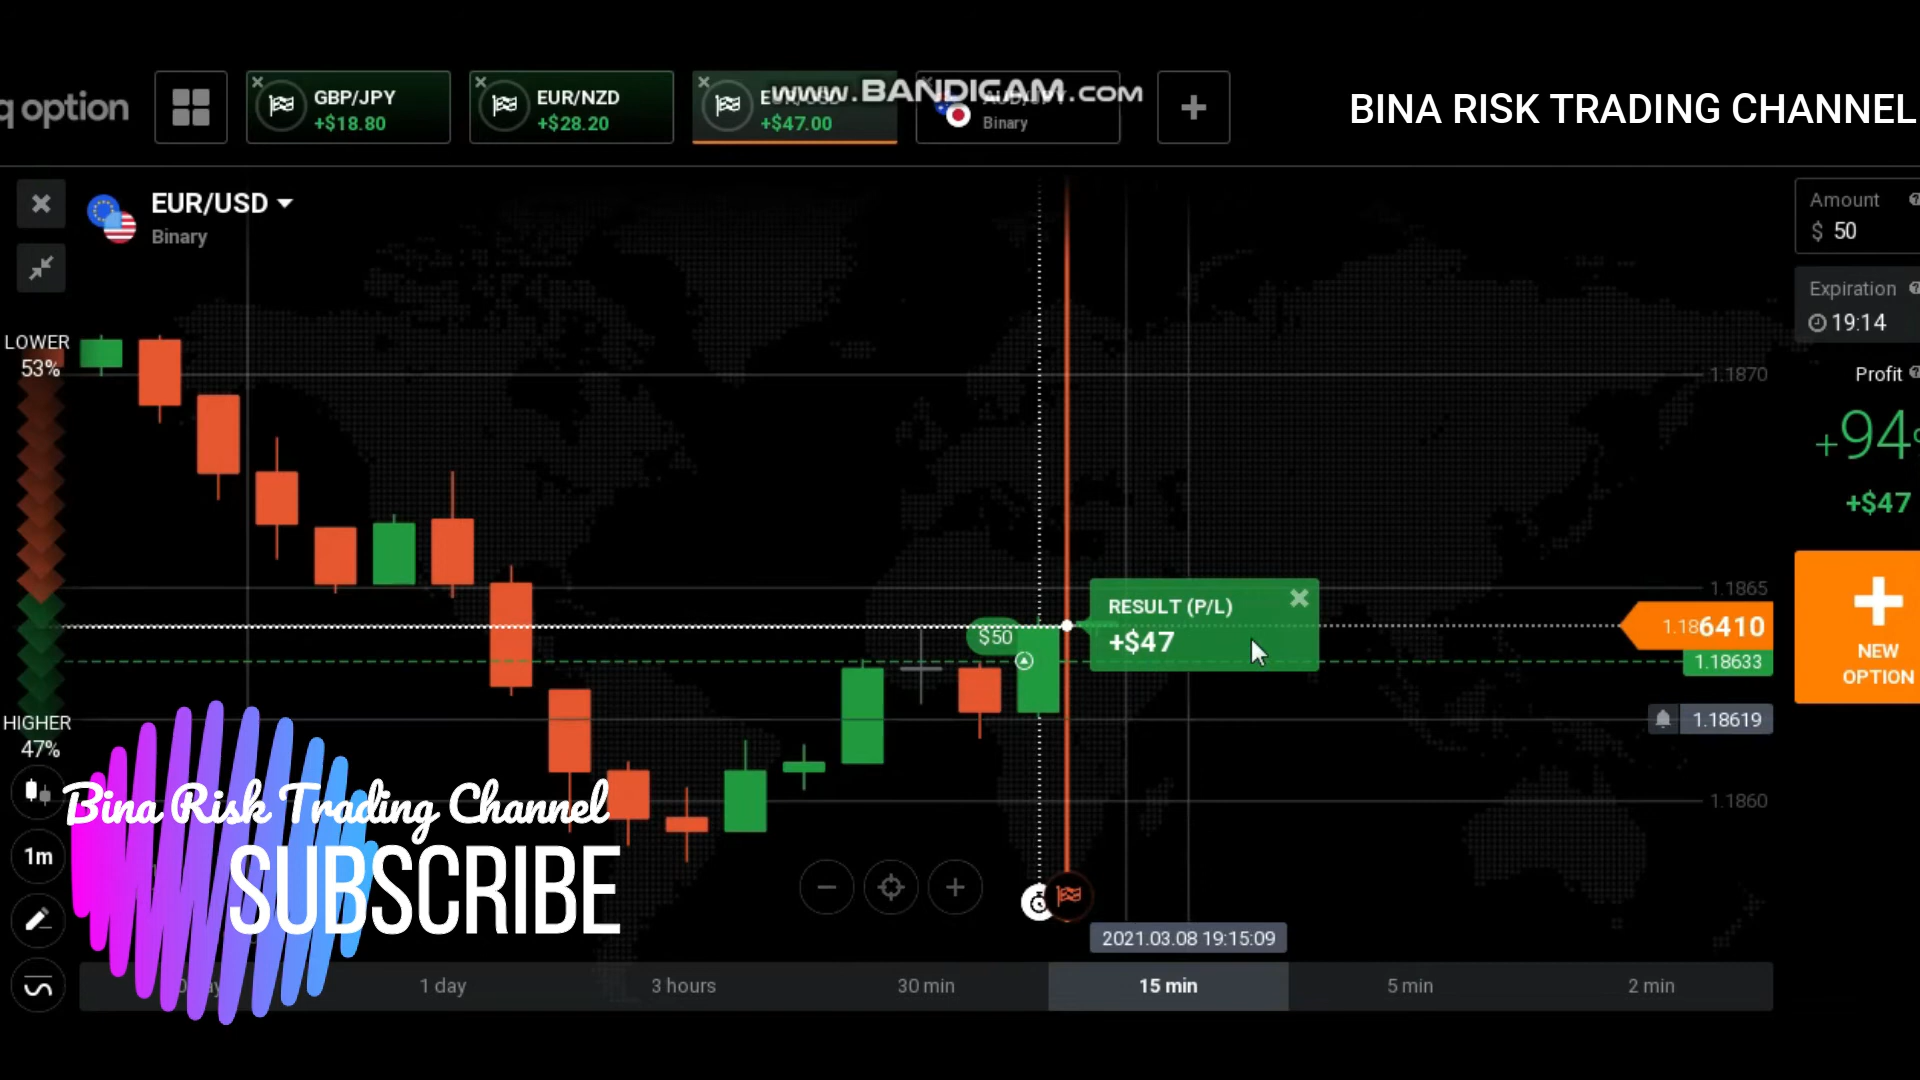 q option
GBP/JPY
+$18.80
EUR/NZD
+$28.20
+$47.00
www.BANDICAM.com
Binary
BINA RISK TRADING CHANNEL
EUR/USD
Binary
Amount
$ 50
Expiration
19:14
Profit
+94
+$47
LOWER
53%
1.1870
1.1865
RESULT (P/L)
+$47
$50
1.186410
1.18633
NEW
OPTION
1.18619
HIGHER
47%
1.1860
Bina Risk Trading Channel
SUBSCRIBE
1m
2021.03.08 19:15:09
1 day
3 hours
30 min
15 min
5 min
2 min